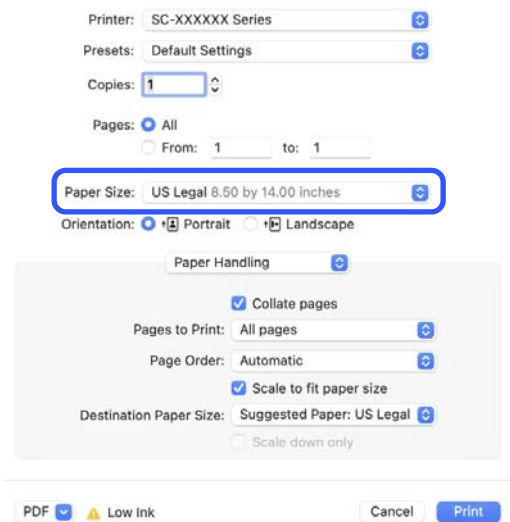 Printer: SC-XXXXXX Series
Presets: Default Settings
Copies: 1
Pages: All
From: 1 to: 1
Paper Size: US Legal 8.50 by 14.00 inches
Orientation: Portrait Landscape
Paper Handling
Collate pages
Pages to Print: All pages
Page Order: Automatic
Scale to fit paper size
Destination Paper Size: Suggested Paper: US Legal
Scale down only
PDF Low Ink Cancel Print